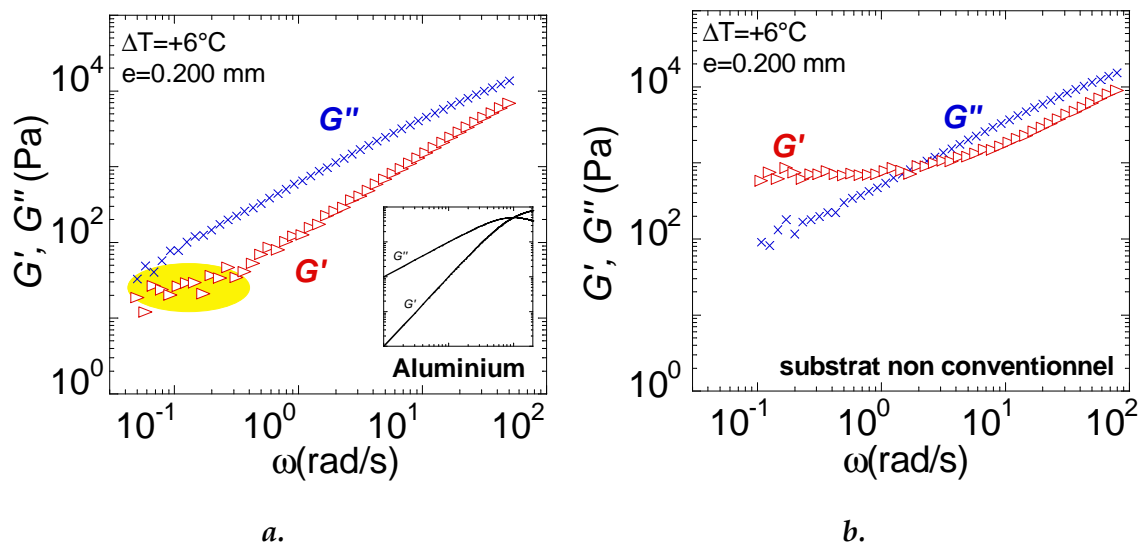 ΔT=+6°C
e=0.200 mm
G', G'' (Pa)
10^4
10^2
10^0
G''
G'
G''
G'
Aluminium
10^-1 10^0 10^1 10^2
ω(rad/s)
a.
ΔT=+6°C
e=0.200 mm
G', G'' (Pa)
10^4
10^2
10^0
G'
G''
substrat non conventionnel
10^-1 10^0 10^1 10^2
ω(rad/s)
b.